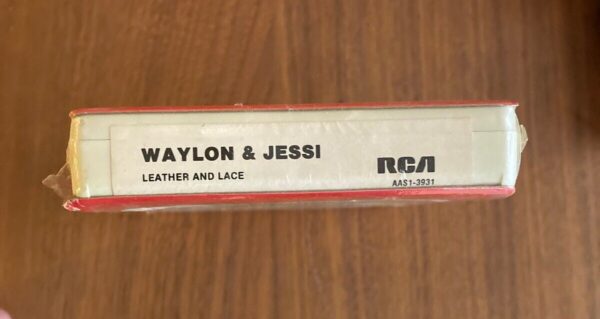 WAYLON & JESSI
LEATHER AND LACE
RCA
AAS1-3931